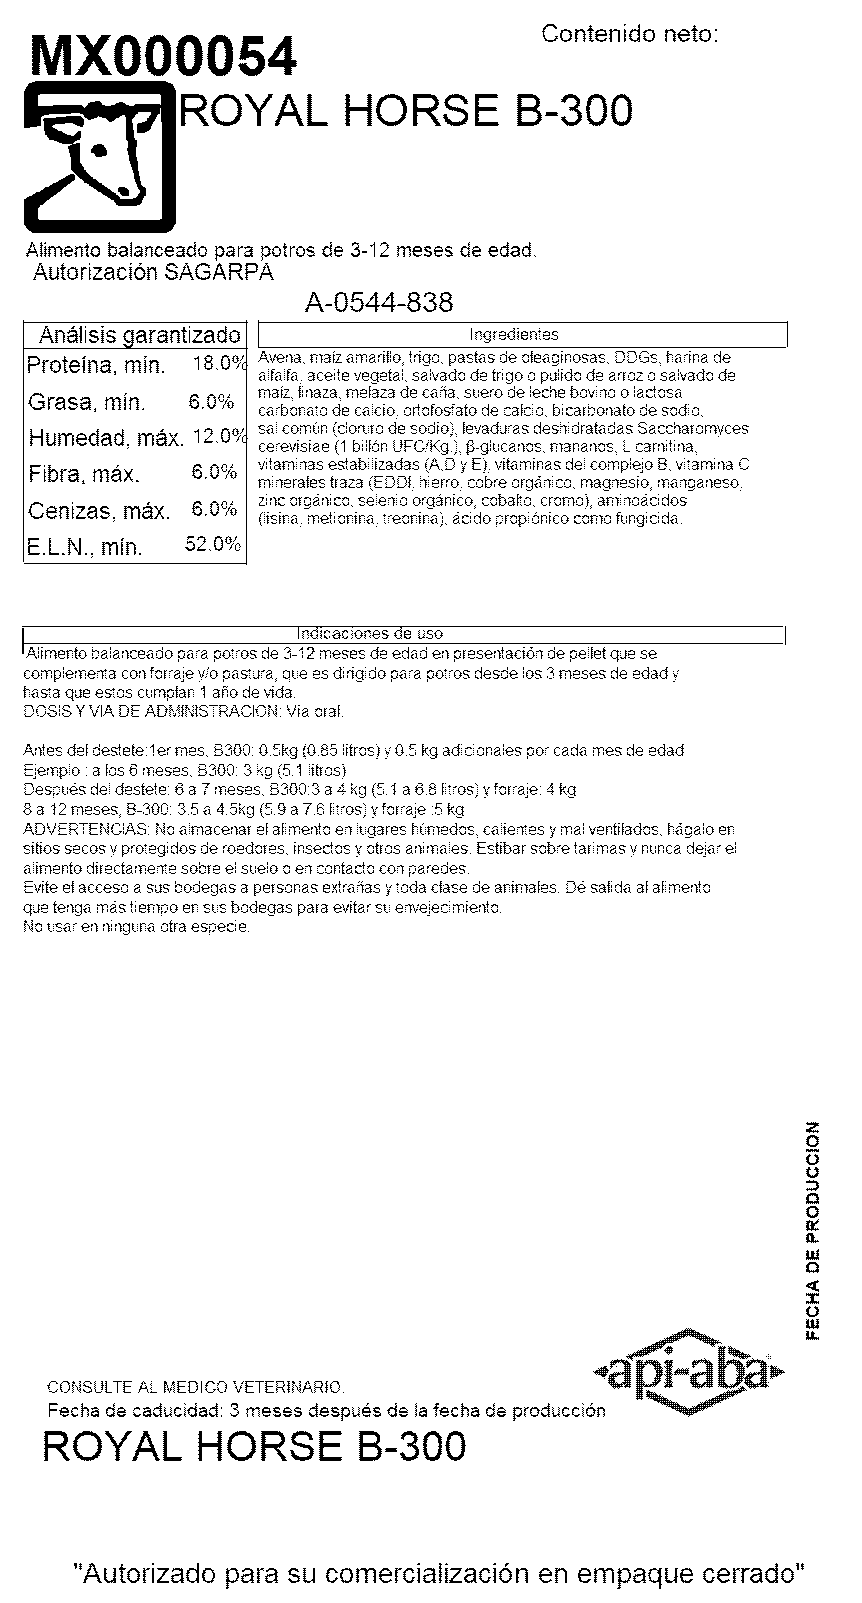 Contenido neto:
MX000054
ROYAL HORSE B-300
Alimento balanceado para potros de 3-12 meses de edad.
Autorización SAGARPA
A-0544-838
Análisis garantizado
Proteína, mín. 18.0%
Grasa, mín. 6.0%
Humedad, máx. 12.0%
Fibra, máx. 6.0%
Cenizas, máx. 6.0%
E.L.N., mín. 52.0%
Ingredientes
Avena, maíz amarillo, trigo, pastas de oleaginosas, DDGs, harina de
alfalfa, aceite vegetal, salvado de trigo o pulido de arroz o salvado de
maíz, linaza, melaza de caña, suero de leche bovino o lactosa
carbonato de calcio, ortofosfato de calcio, bicarbonato de sodio,
sal común (cloruro de sodio), levaduras deshidratadas Saccharomyces
cerevisiae (1 billón UFC/Kg.), β-glucanos, mananos, L carnitina,
vitaminas estabilizadas (A,D y E), vitaminas del complejo B, vitamina C
minerales traza (EDDI, hierro, cobre orgánico, magnesio, manganeso,
zinc orgánico, selenio orgánico, cobalto, cromo), aminoácidos
(lisina, metionina, treonina), ácido propiónico como fungicida.
Indicaciones de uso
Alimento balanceado para potros de 3-12 meses de edad en presentación de pellet que se
complementa con forraje y/o pastura, que es dirigido para potros desde los 3 meses de edad y
hasta que estos cumplan 1 año de vida.
DOSIS Y VIA DE ADMINISTRACION: Vía oral.
Antes del destete:1er mes, B300: 0.5kg (0.85 litros) y 0.5 kg adicionales por cada mes de edad
Ejemplo : a los 6 meses, B300: 3 kg (5.1 litros)
Después del destete: 6 a 7 meses, B300:3 a 4 kg (5.1 a 6.8 litros) y forraje: 4 kg
8 a 12 meses, B-300: 3.5 a 4.5kg (5.9 a 7.6 litros) y forraje :5 kg
ADVERTENCIAS: No almacenar el alimento en lugares húmedos, calientes y mal ventilados, hágalo en
sitios secos y protegidos de roedores, insectos y otros animales. Estibar sobre tarimas y nunca dejar el
alimento directamente sobre el suelo o en contacto con paredes.
Evite el acceso a sus bodegas a personas extrañas y toda clase de animales. Dé salida al alimento
que tenga más tiempo en sus bodegas para evitar su envejecimiento.
No usar en ninguna otra especie.
FECHA DE PRODUCCION
api-aba
CONSULTE AL MEDICO VETERINARIO.
Fecha de caducidad: 3 meses después de la fecha de producción
ROYAL HORSE B-300
"Autorizado para su comercialización en empaque cerrado"